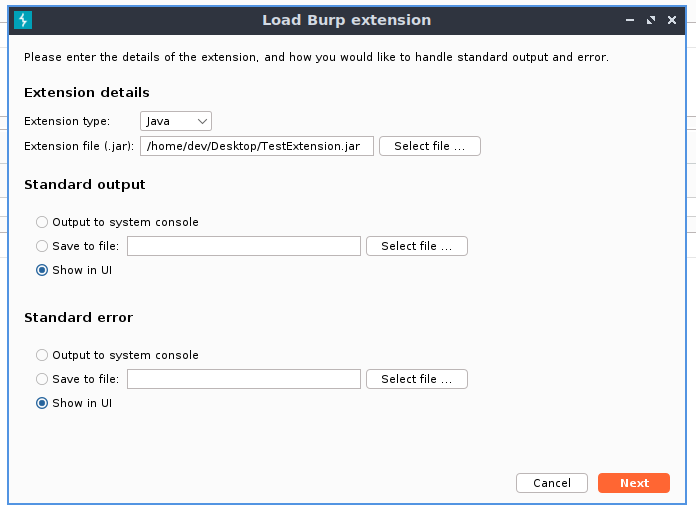 Load Burp extension
Please enter the details of the extension, and how you would like to handle standard output and error.
Extension details
Extension type: Java
Extension file (.jar): /home/dev/Desktop/TestExtension.jar Select file ...
Standard output
Output to system console
Save to file: Select file ...
Show in UI
Standard error
Output to system console
Save to file: Select file ...
Show in UI
Cancel Next